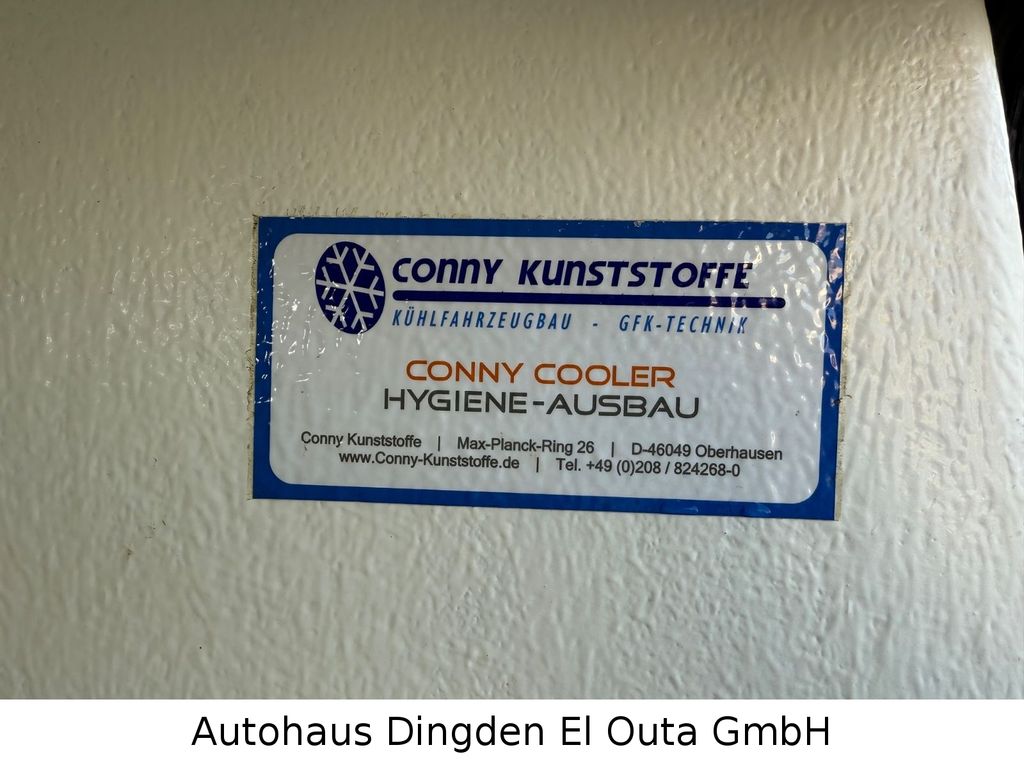 CONNY KUNSTSTOFFE
KÜHLFAHRZEUGBAU - GFK-TECHNIK
CONNY COOLER
HYGIENE-AUSBAU
Conny Kunststoffe | Max-Planck-Ring 26 | D-46049 Oberhausen
www.Conny-Kunststoffe.de | Tel. +49 (0)208 / 824268-0
Autohaus Dingden El Outa GmbH